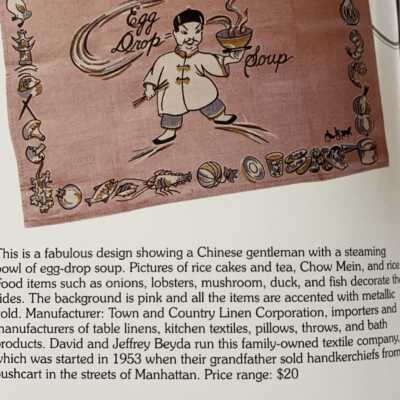 Egg
Drop
Soup
This is a fabulous design showing a Chinese gentleman with a steaming
bowl of egg-drop soup. Pictures of rice cakes and tea, Chow Mein, and rice
Food items such as onions, lobsters, mushroom, duck, and fish decorate the
sides. The background is pink and all the items are accented with metallic
gold. Manufacturer: Town and Country Linen Corporation, importers and
manufacturers of table linens, kitchen textiles, pillows, throws, and bath
products. David and Jeffrey Beyda run this family-owned textile company,
which was started in 1953 when their grandfather sold handkerchiefs from
pushcart in the streets of Manhattan. Price range: $20